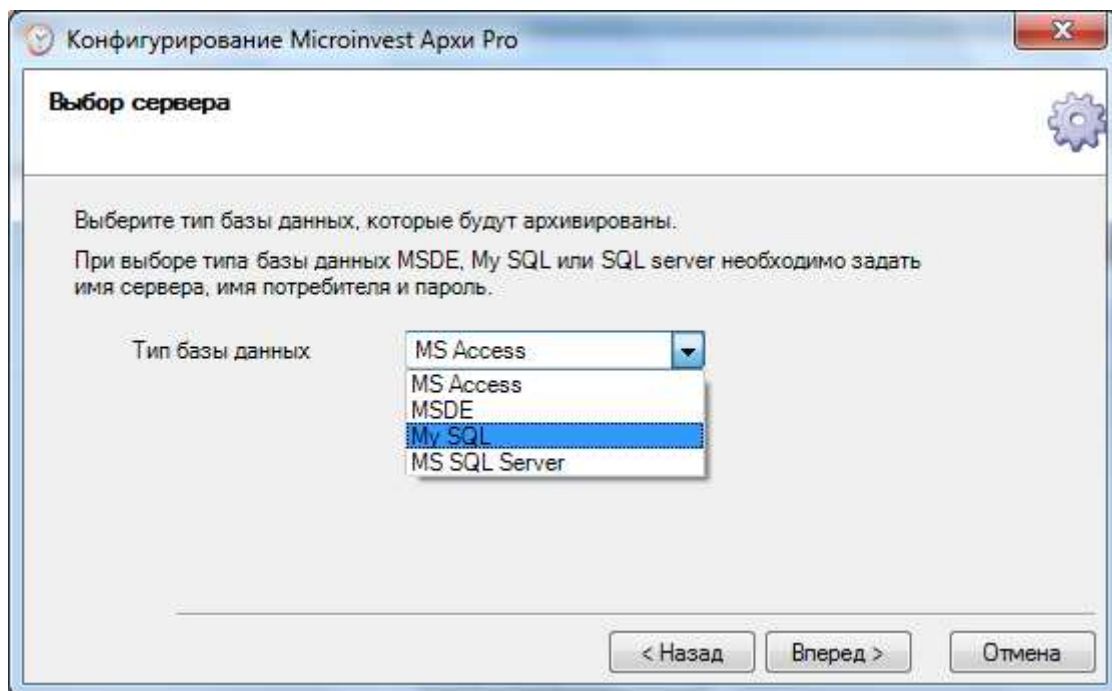 Конфигурирование Microinvest Архи Pro
Выбор сервера
Выберите тип базы данных, которые будут архивированы.
При выборе типа базы данных MSDE, My SQL или SQL server необходимо задать
имя сервера, имя потребителя и пароль.
Тип базы данных MS Access
MS Access
MSDE
My SQL
MS SQL Server
< Назад Вперед > Отмена